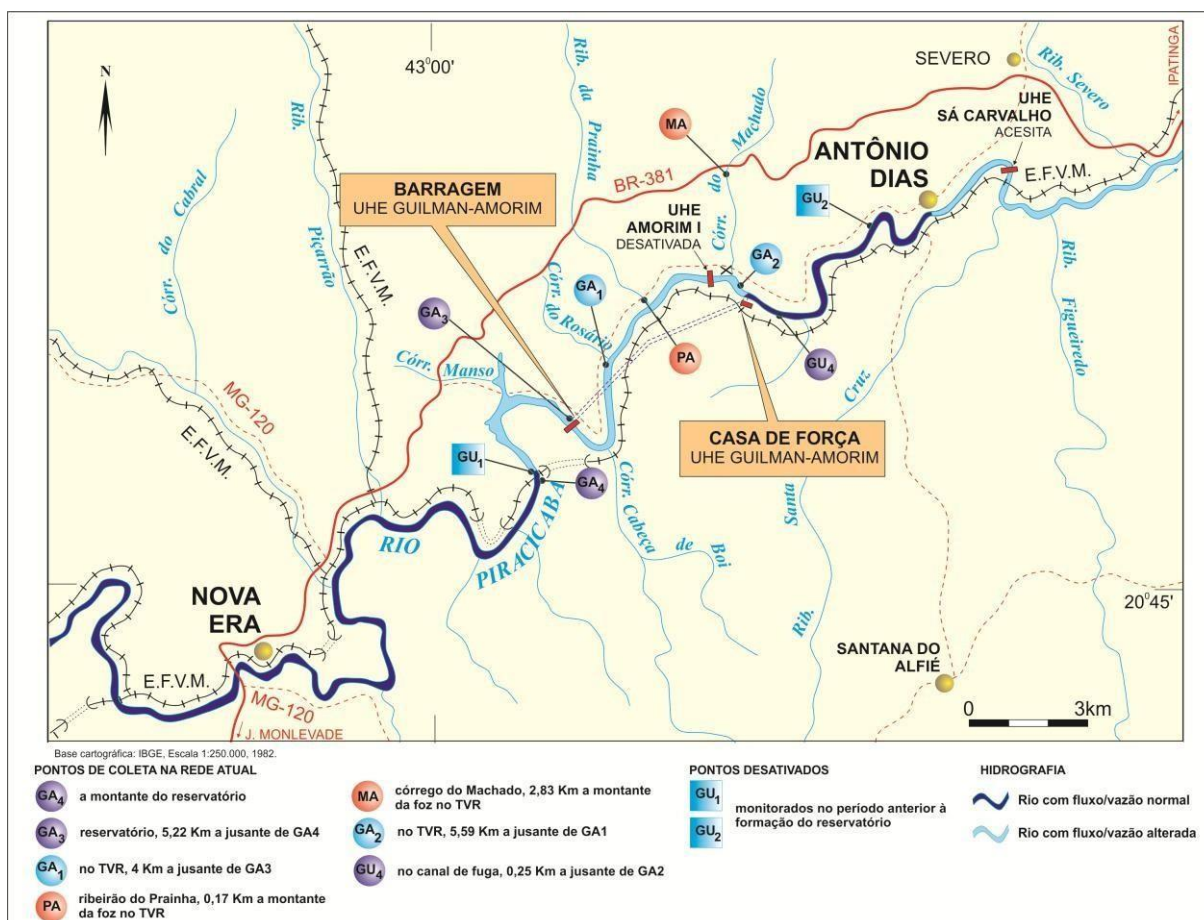 N
43⁰00'
Rib. da Prainha
Rib. Piçarrão
Córr. do Cabral
SEVERO
Rib. Severo
IPATINGA
UHE
SÁ CARVALHO
ACESITA
E.F.V.M.
MA
Córr. do Machado
ANTÔNIO
DIAS
BR-381
BARRAGEM
UHE GUILMAN-AMORIM
GU2
UHE
AMORIM I
DESATIVADA
GA2
E.F.V.M.
GA1
Córr. do Rosário
GA3
PA
GU4
Rib. Figueiredo
Córr. Manso
MG-120
E.F.V.M.
CASA DE FORÇA
UHE GUILMAN-AMORIM
GU1
GA4
Córr. Cabeça de Boi
Rib. Santa Cruz
RIO
PIRACICABA
20⁰45'
NOVA
ERA
SANTANA DO
ALFIÉ
E.F.V.M.
MG-120
J. MONLEVADE
0 3km
Base cartográfica: IBGE, Escala 1:250.000, 1982.
PONTOS DE COLETA NA REDE ATUAL
GA4 a montante do reservatório
GA3 reservatório, 5,22 Km a jusante de GA4
GA1 no TVR, 4 Km a jusante de GA3
PA ribeirão do Prainha, 0,17 Km a montante
da foz no TVR
MA córrego do Machado, 2,83 Km a montante
da foz no TVR
GA2 no TVR, 5,59 Km a jusante de GA1
GU4 no canal de fuga, 0,25 Km a jusante de GA2
PONTOS DESATIVADOS
GU1
GU2
monitorados no período anterior à
formação do reservatório
HIDROGRAFIA
Rio com fluxo/vazão normal
Rio com fluxo/vazão alterada